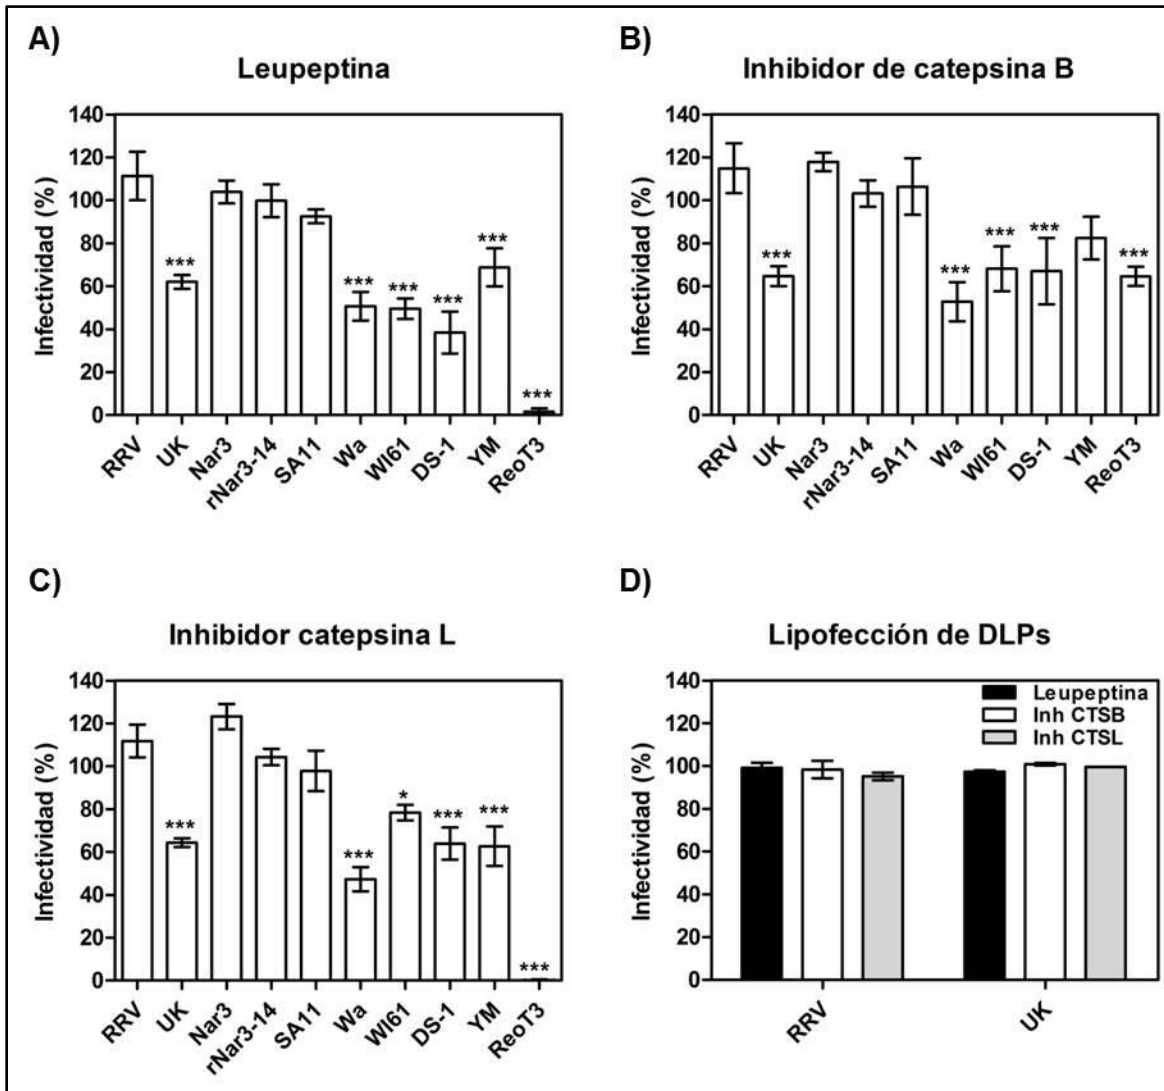 A)
Leupeptina
Infectividad (%)
140
120
100
80
60
40
20
0
***
***
***
***
***
***
RRV
UK
Nar3
rNar3-14
SA11
Wa
WI61
DS-1
YM
ReoT3
B)
Inhibidor de catepsina B
Infectividad (%)
140
120
100
80
60
40
20
0
***
***
***
***
***
RRV
UK
Nar3
rNar3-14
SA11
Wa
WI61
DS-1
YM
ReoT3
C)
Inhibidor catepsina L
Infectividad (%)
140
120
100
80
60
40
20
0
***
***
*
***
***
***
RRV
UK
Nar3
rNar3-14
SA11
Wa
WI61
DS-1
YM
ReoT3
D)
Lipofección de DLPs
Infectividad (%)
140
120
100
80
60
40
20
0
Leupeptina
Inh CTSB
Inh CTSL
RRV
UK